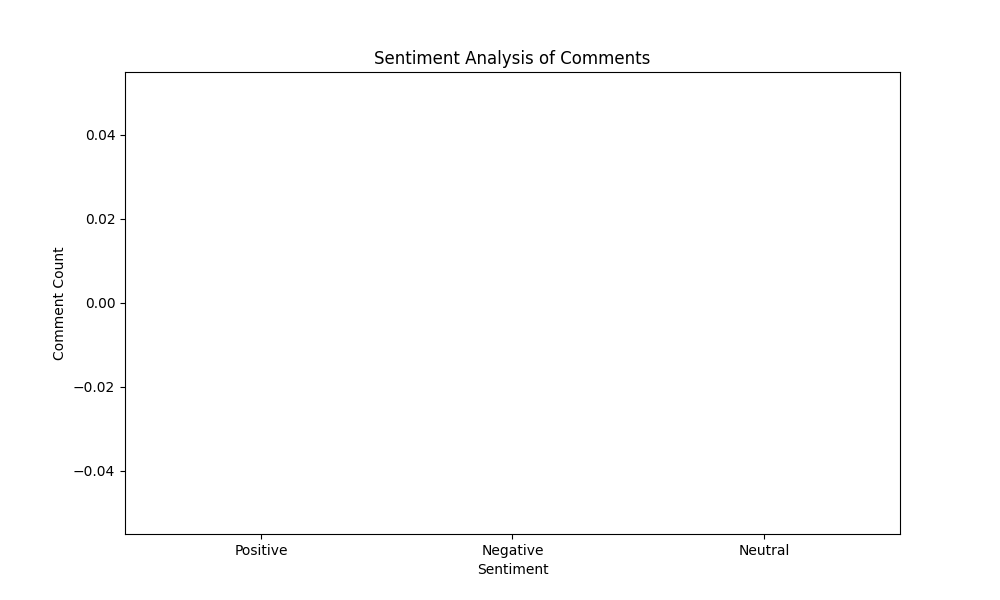 Sentiment Analysis of Comments
0.04
0.02
0.00
−0.02
−0.04
Comment Count
Positive Negative Neutral
Sentiment